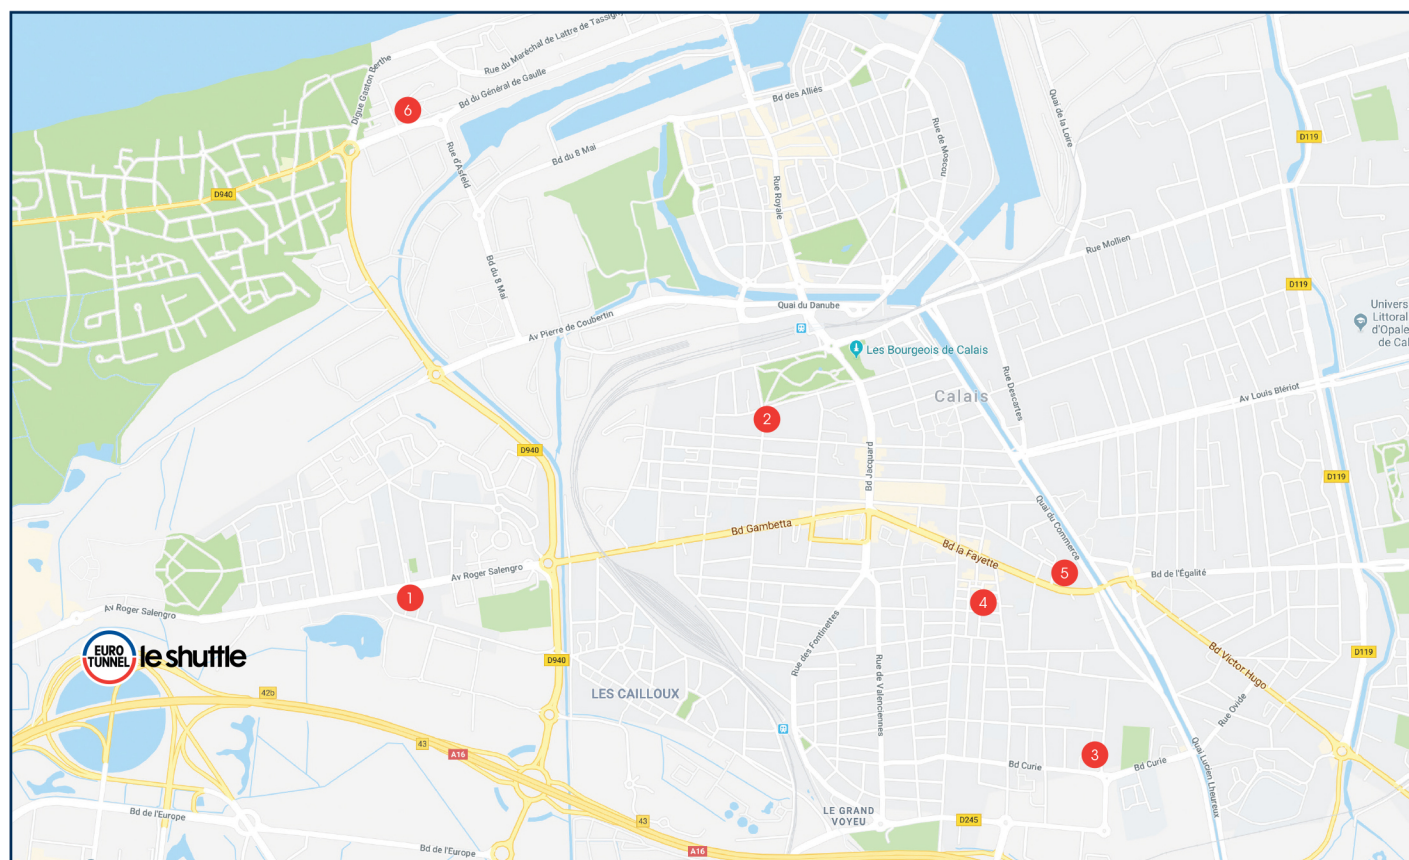 Rue du Maréchal de Lattre de Tassigny
Digue Gaston Berthe
6
Bd du Général de Gaulle
Bd des Alliés
Quai de la Loire
Rue de Moscou
D119
Rue d'Asfeld
Bd du 8 Mai
D940
Rue Royale
Rue Mollien
Bd du 8 Mai
D119
Quai du Danube
Av Pierre de Coubertin
Univers
Littoral
d'Opale
de Cal
Les Bourgeois de Calais
Calais
Rue Descartes
Av Louis Blériot
2
D940
Bd Jacquard
D119
Quai du Commerce
Bd Gambetta
Bd la Fayette
Av Roger Salengro
5
Bd de l'Égalité
1
4
Av Roger Salengro
EURO
TUNNEL
le shuttle
Rue des Fontinettes
Rue de Valenciennes
Bd Victor Hugo
D119
D940
42b
LES CAILLOUX
Rue Ovide
43
A16
3
Bd Curie
Bd Curie
Quai Lucien Lheureux
LE GRAND
VOYEU
D245
Bd de l'Europe
43
Bd de l'Europe
A16